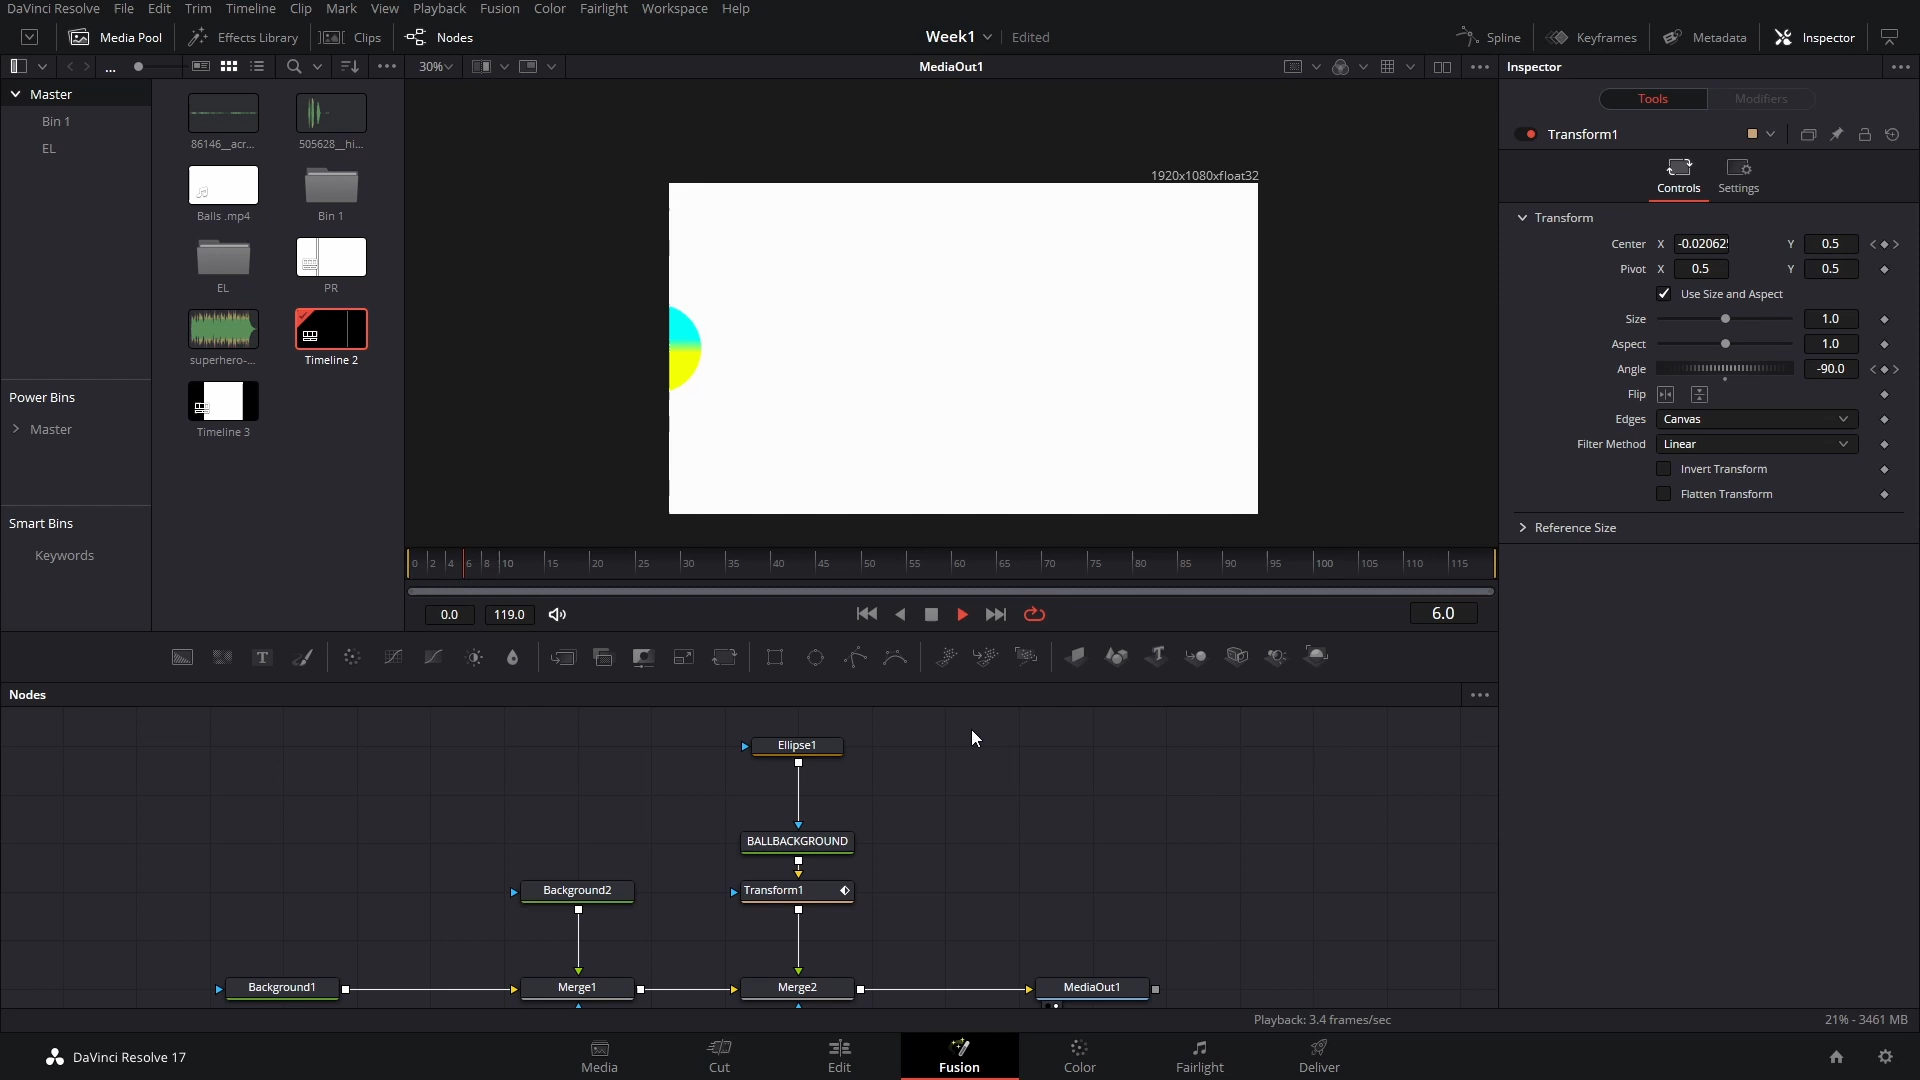 DaVinci Resolve File Edit Trim Timeline Clip Mark View Playback Fusion Color Fairlight Workspace Help
Media Pool Effects Library Clips Nodes Week1 Edited Spline Keyframes Metadata Inspector
... 30% MediaOut1 Inspector
Master
Bin 1
EL
86146__acr... 505628__hi...
Balls .mp4 Bin 1
EL PR
superhero-... Timeline 2
Timeline 3
Power Bins
Master
Smart Bins
Keywords
1920x1080xfloat32
0 2 4 6 8 10 15 20 25 30 35 40 45 50 55 60 65 70 75 80 85 90 95 100 105 110 115
0.0 119.0 6.0
Tools Modifiers
Transform1
Controls Settings
Transform
Center X -0.02062 Y 0.5
Pivot X 0.5 Y 0.5
Use Size and Aspect
Size 1.0
Aspect 1.0
Angle -90.0
Flip
Edges Canvas
Filter Method Linear
Invert Transform
Flatten Transform
Reference Size
T
Nodes
Ellipse1
BALLBACKGROUND
Background2 Transform1
Background1 Merge1 Merge2 MediaOut1
Playback: 3.4 frames/sec 21% - 3461 MB
DaVinci Resolve 17 Media Cut Edit Fusion Color Fairlight Deliver